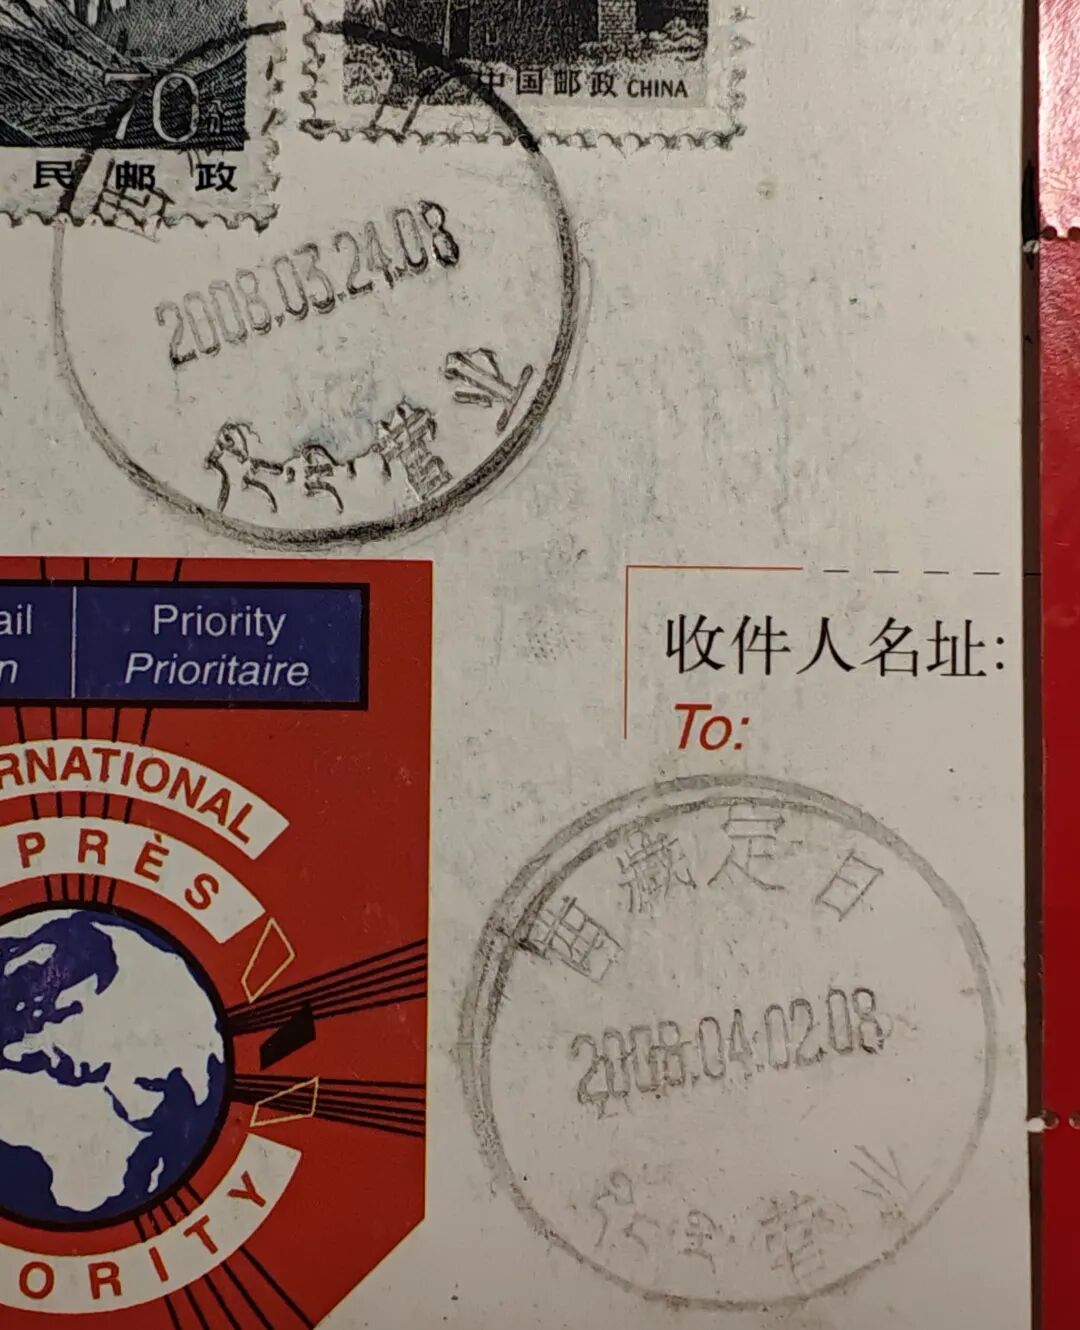 70分
民 邮 政
中国邮政 CHINA
2008.03.24.08
营业
ail
n
Priority
Prioritaire
RNATIONAL
PRÈS
ORITY
收件人名址:
To:
西藏定日
2008.04.02.08
营业